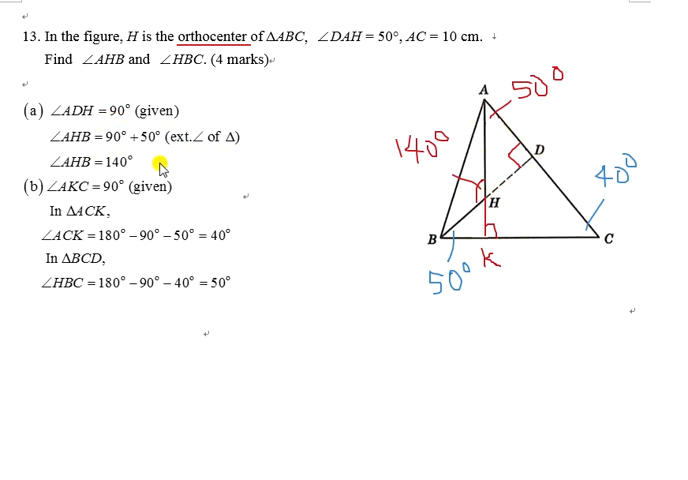 13. In the figure, H is the orthocenter of ΔABC, ∠DAH = 50°, AC = 10 cm.
Find ∠AHB and ∠HBC. (4 marks)
(a) ∠ADH = 90° (given)
∠AHB = 90° + 50° (ext.∠ of Δ)
∠AHB = 140°
(b) ∠AKC = 90° (given)
In ΔACK,
∠ACK = 180° − 90° − 50° = 40°
In ΔBCD,
∠HBC = 180° − 90° − 40° = 50°
A
50°
140°
D
40°
H
B
C
K
50°